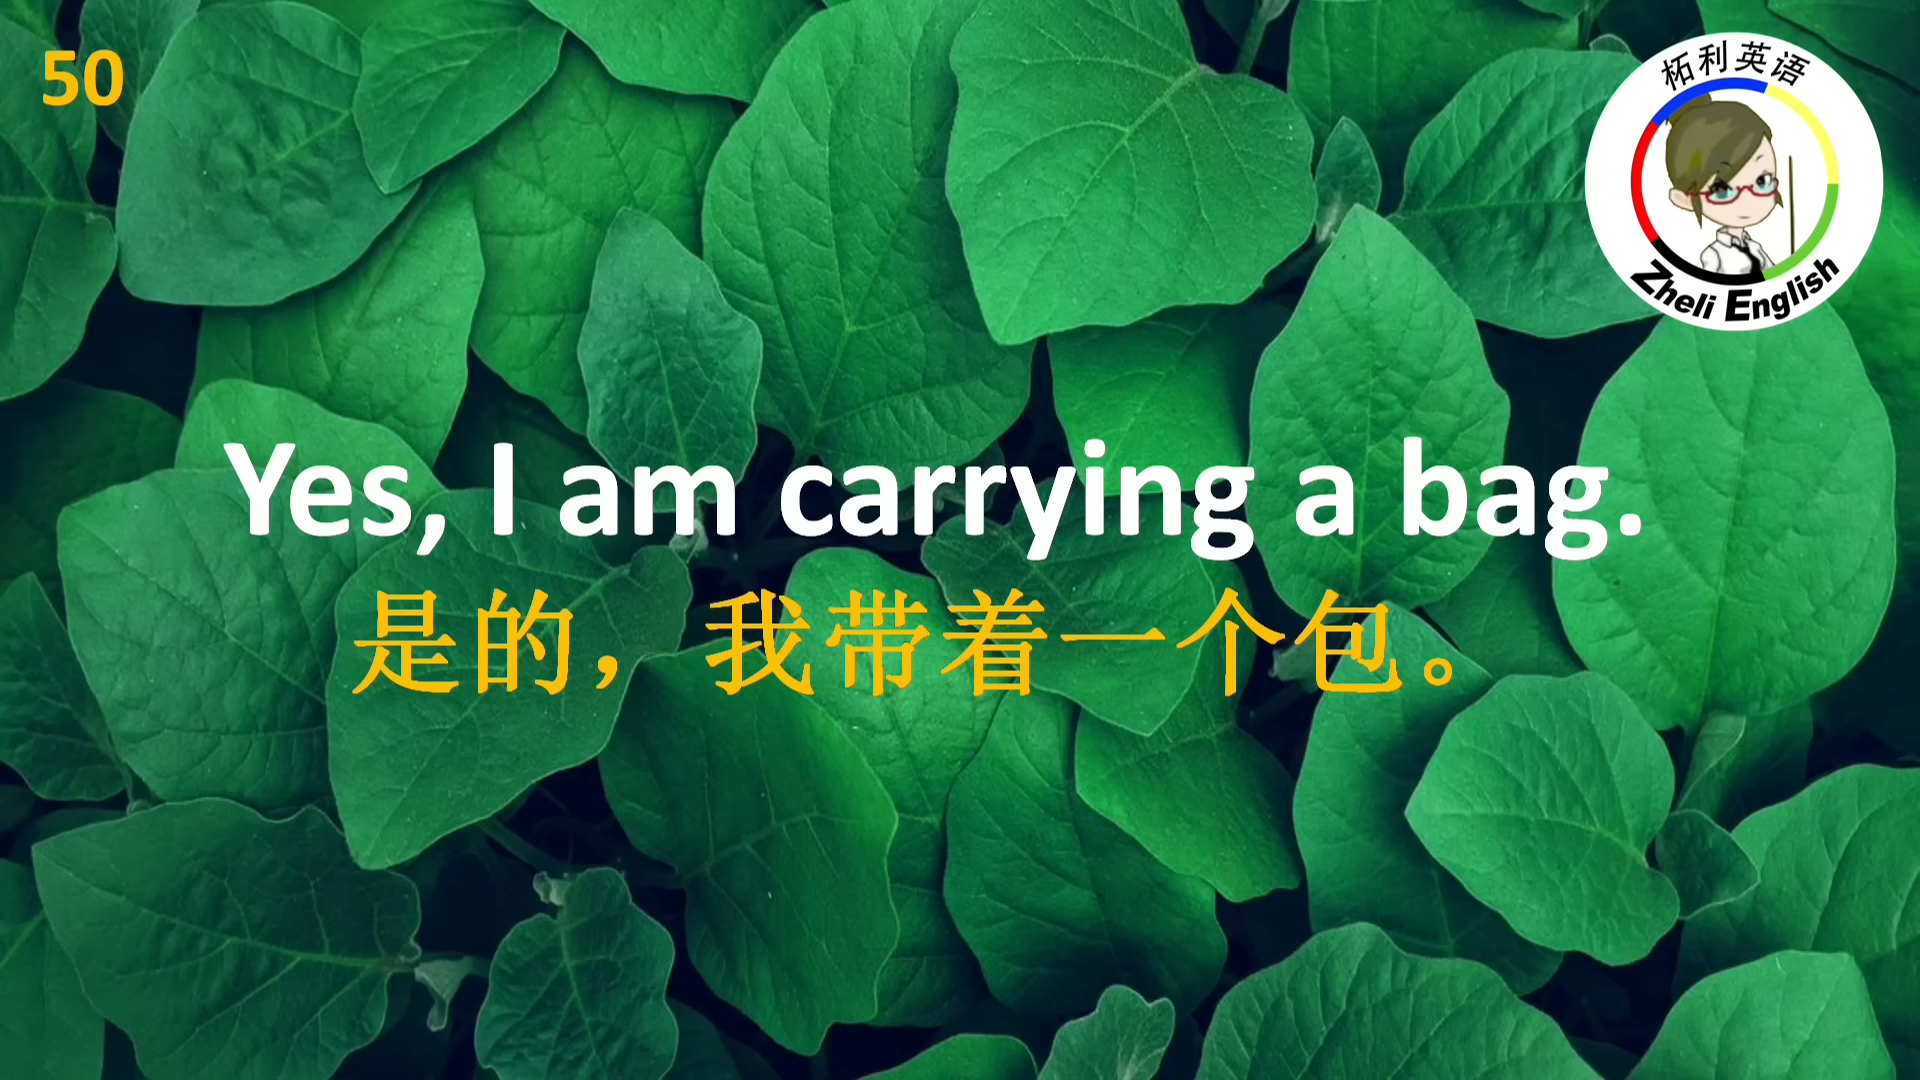 50
柘利英语
Zheli English
Yes, I am carrying a bag.
是的，我带着一个包。